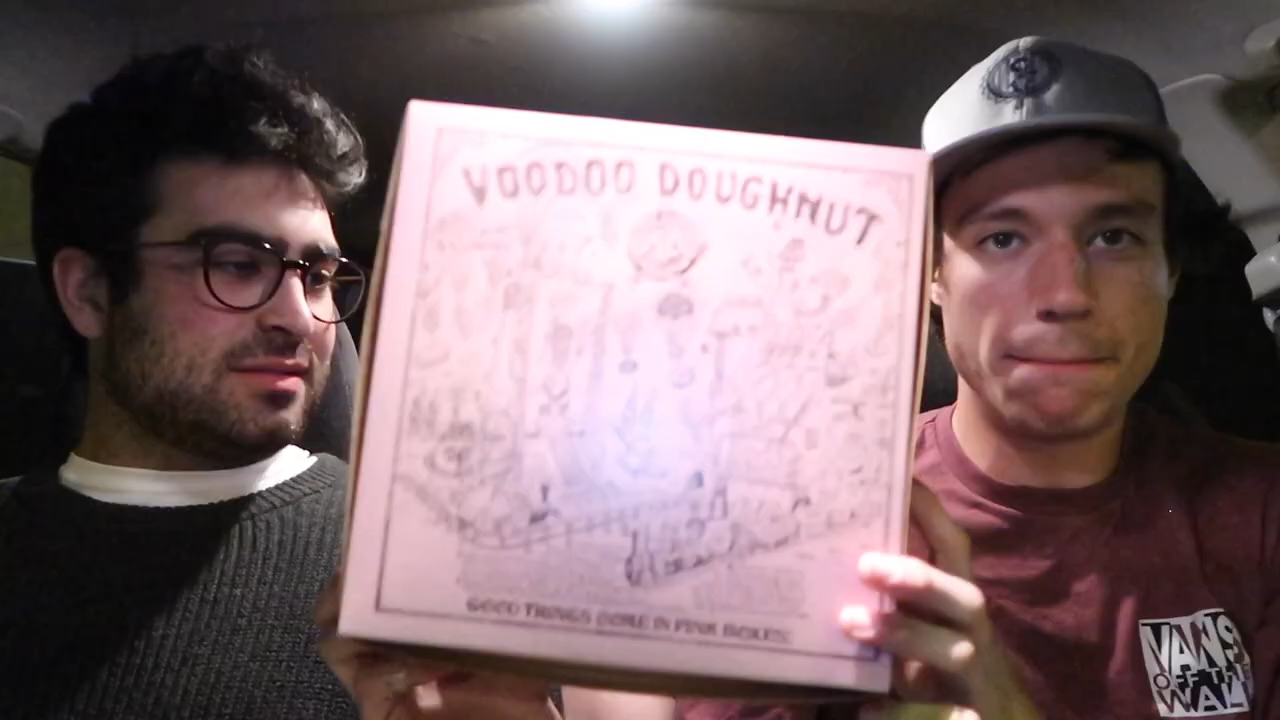 VOODOO DOUGHNUT
GOOD THINGS COME IN PINK BOXES!
VANS
OFF THE
WALL